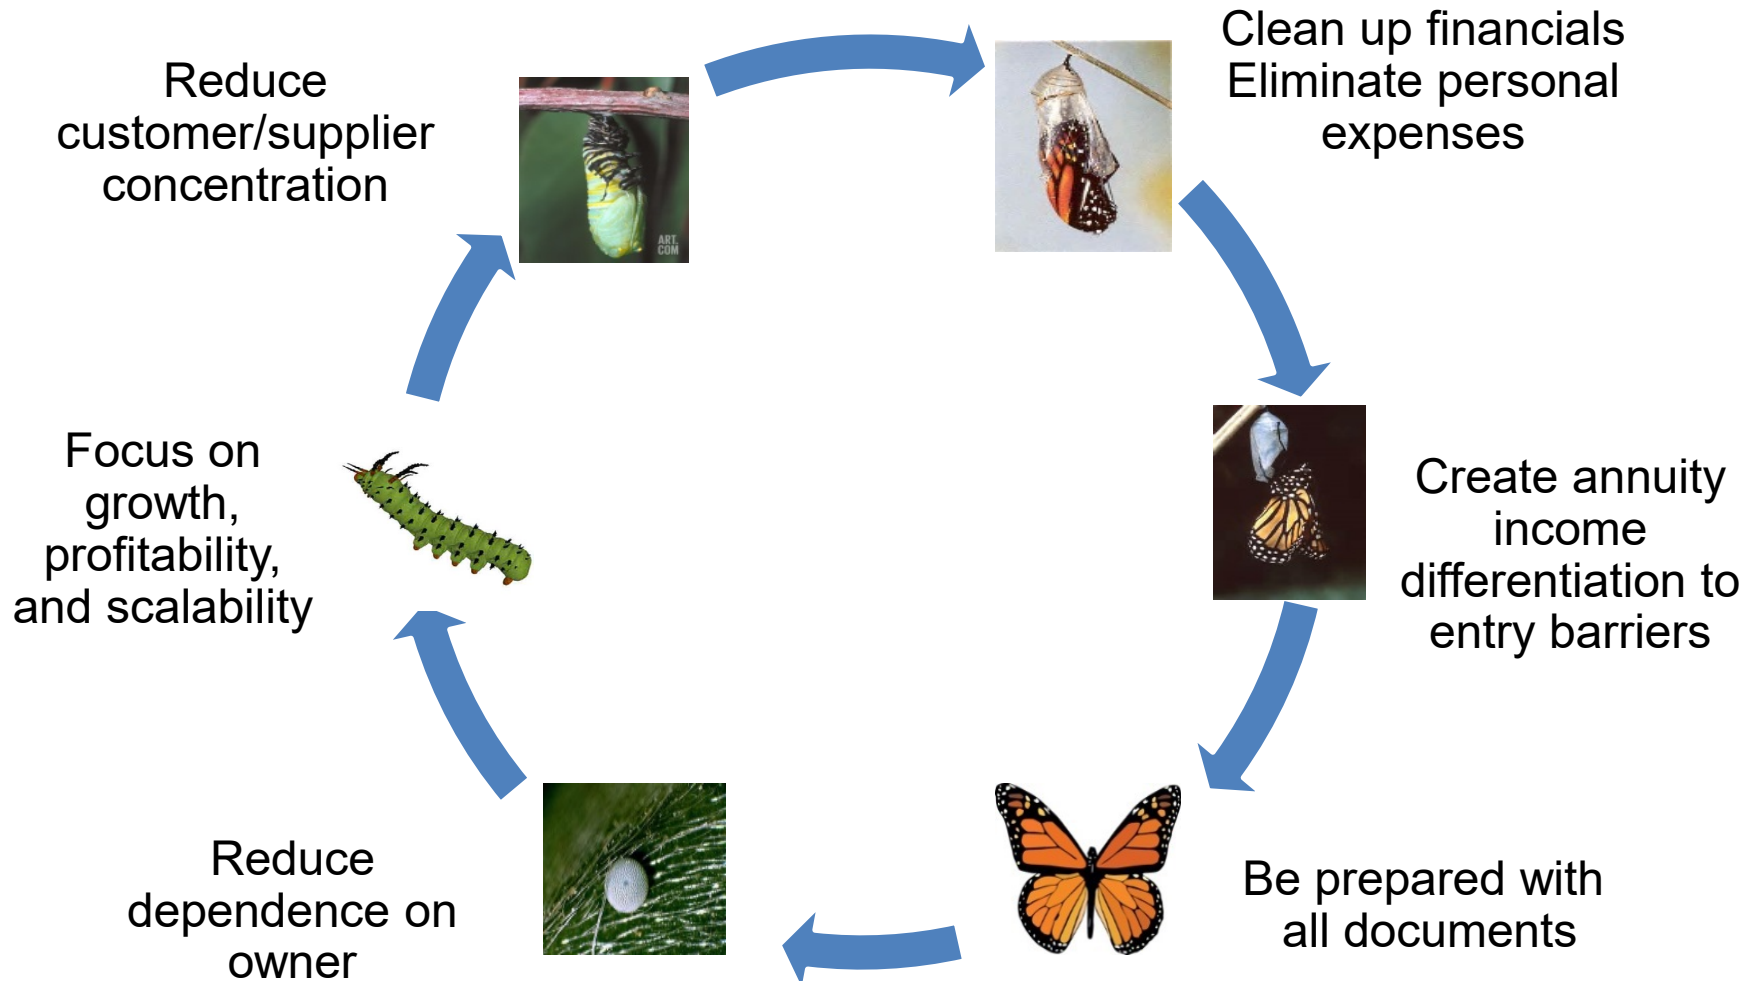 Clean up financials
Eliminate personal
expenses
Reduce
customer/supplier
concentration
ART.
COM
Focus on
growth,
profitability,
and scalability
Create annuity
income
differentiation to
entry barriers
Reduce
dependence on
owner
Be prepared with
all documents